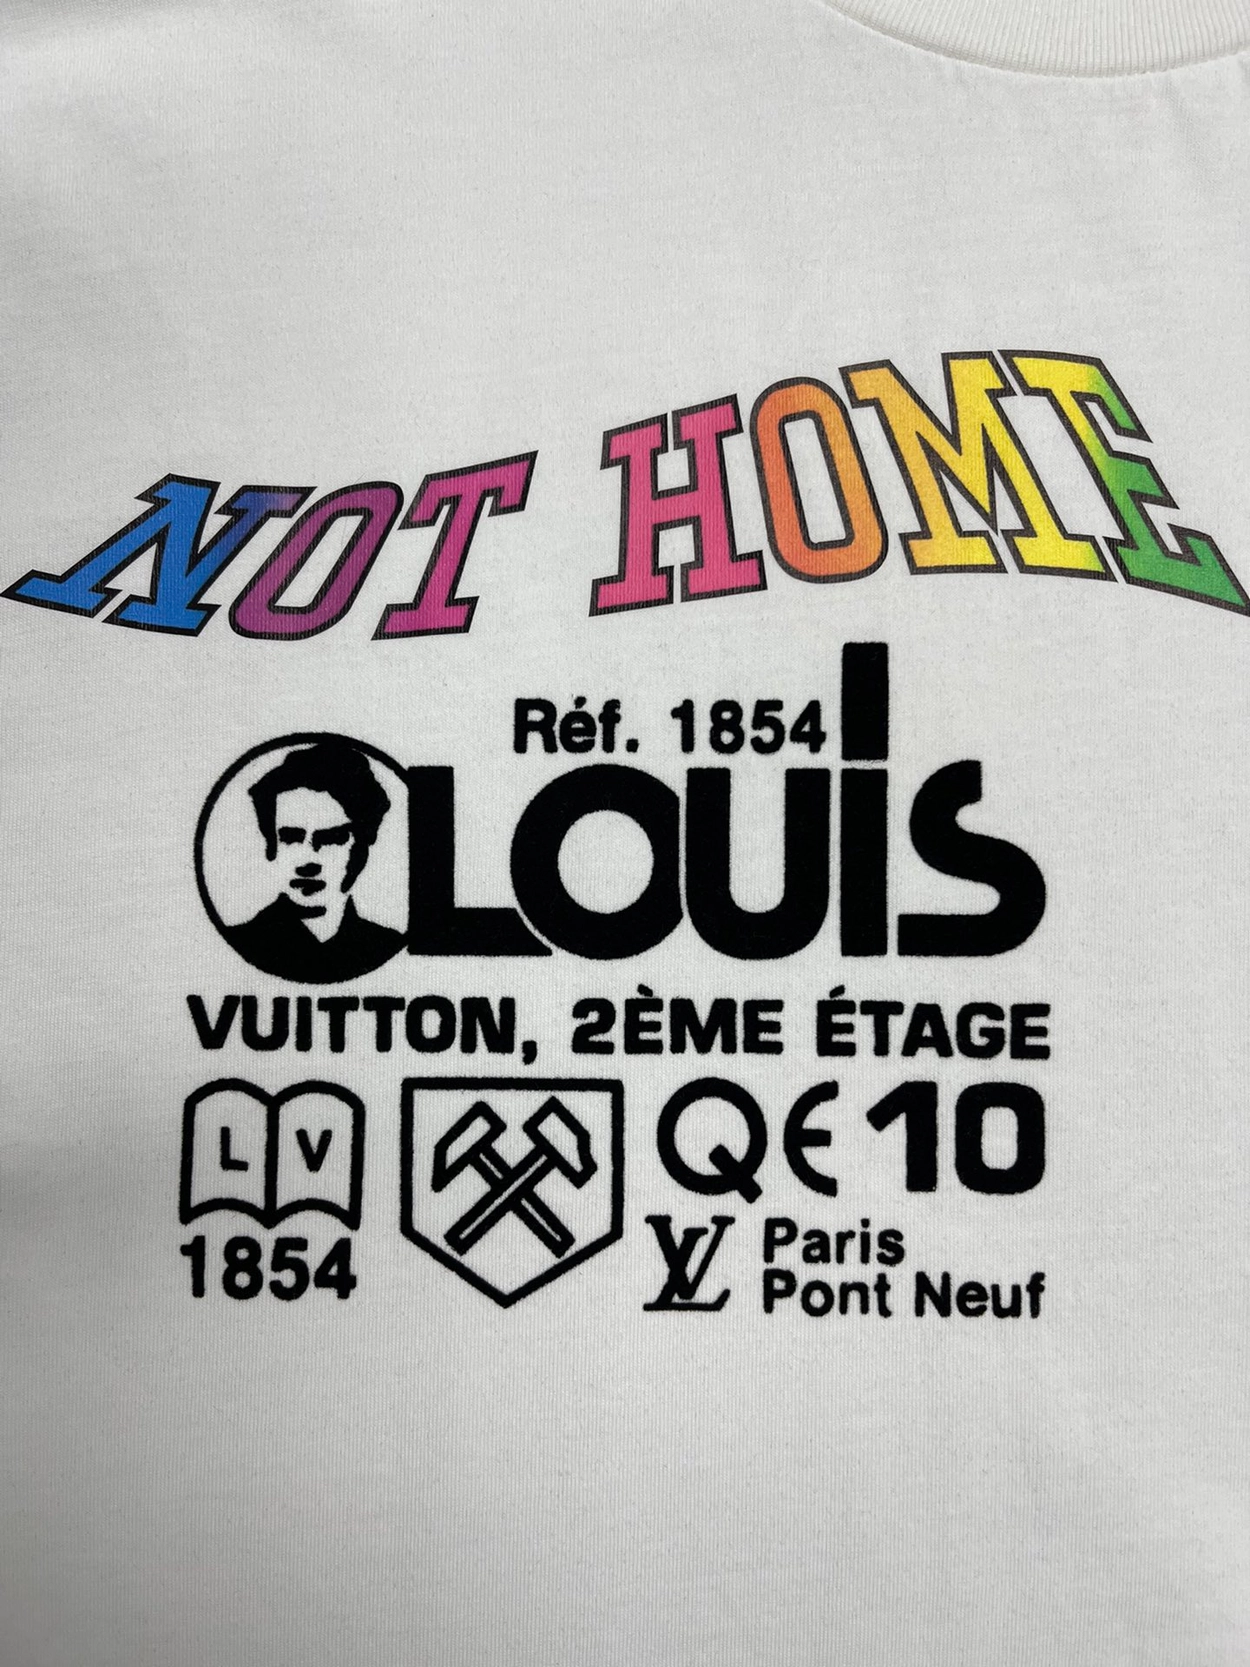 NOT HOME
Réf. 1854
LOUIS
VUITTON, 2ÈME ÉTAGE
L V
1854
Q€ 10
LV Paris
Pont Neuf